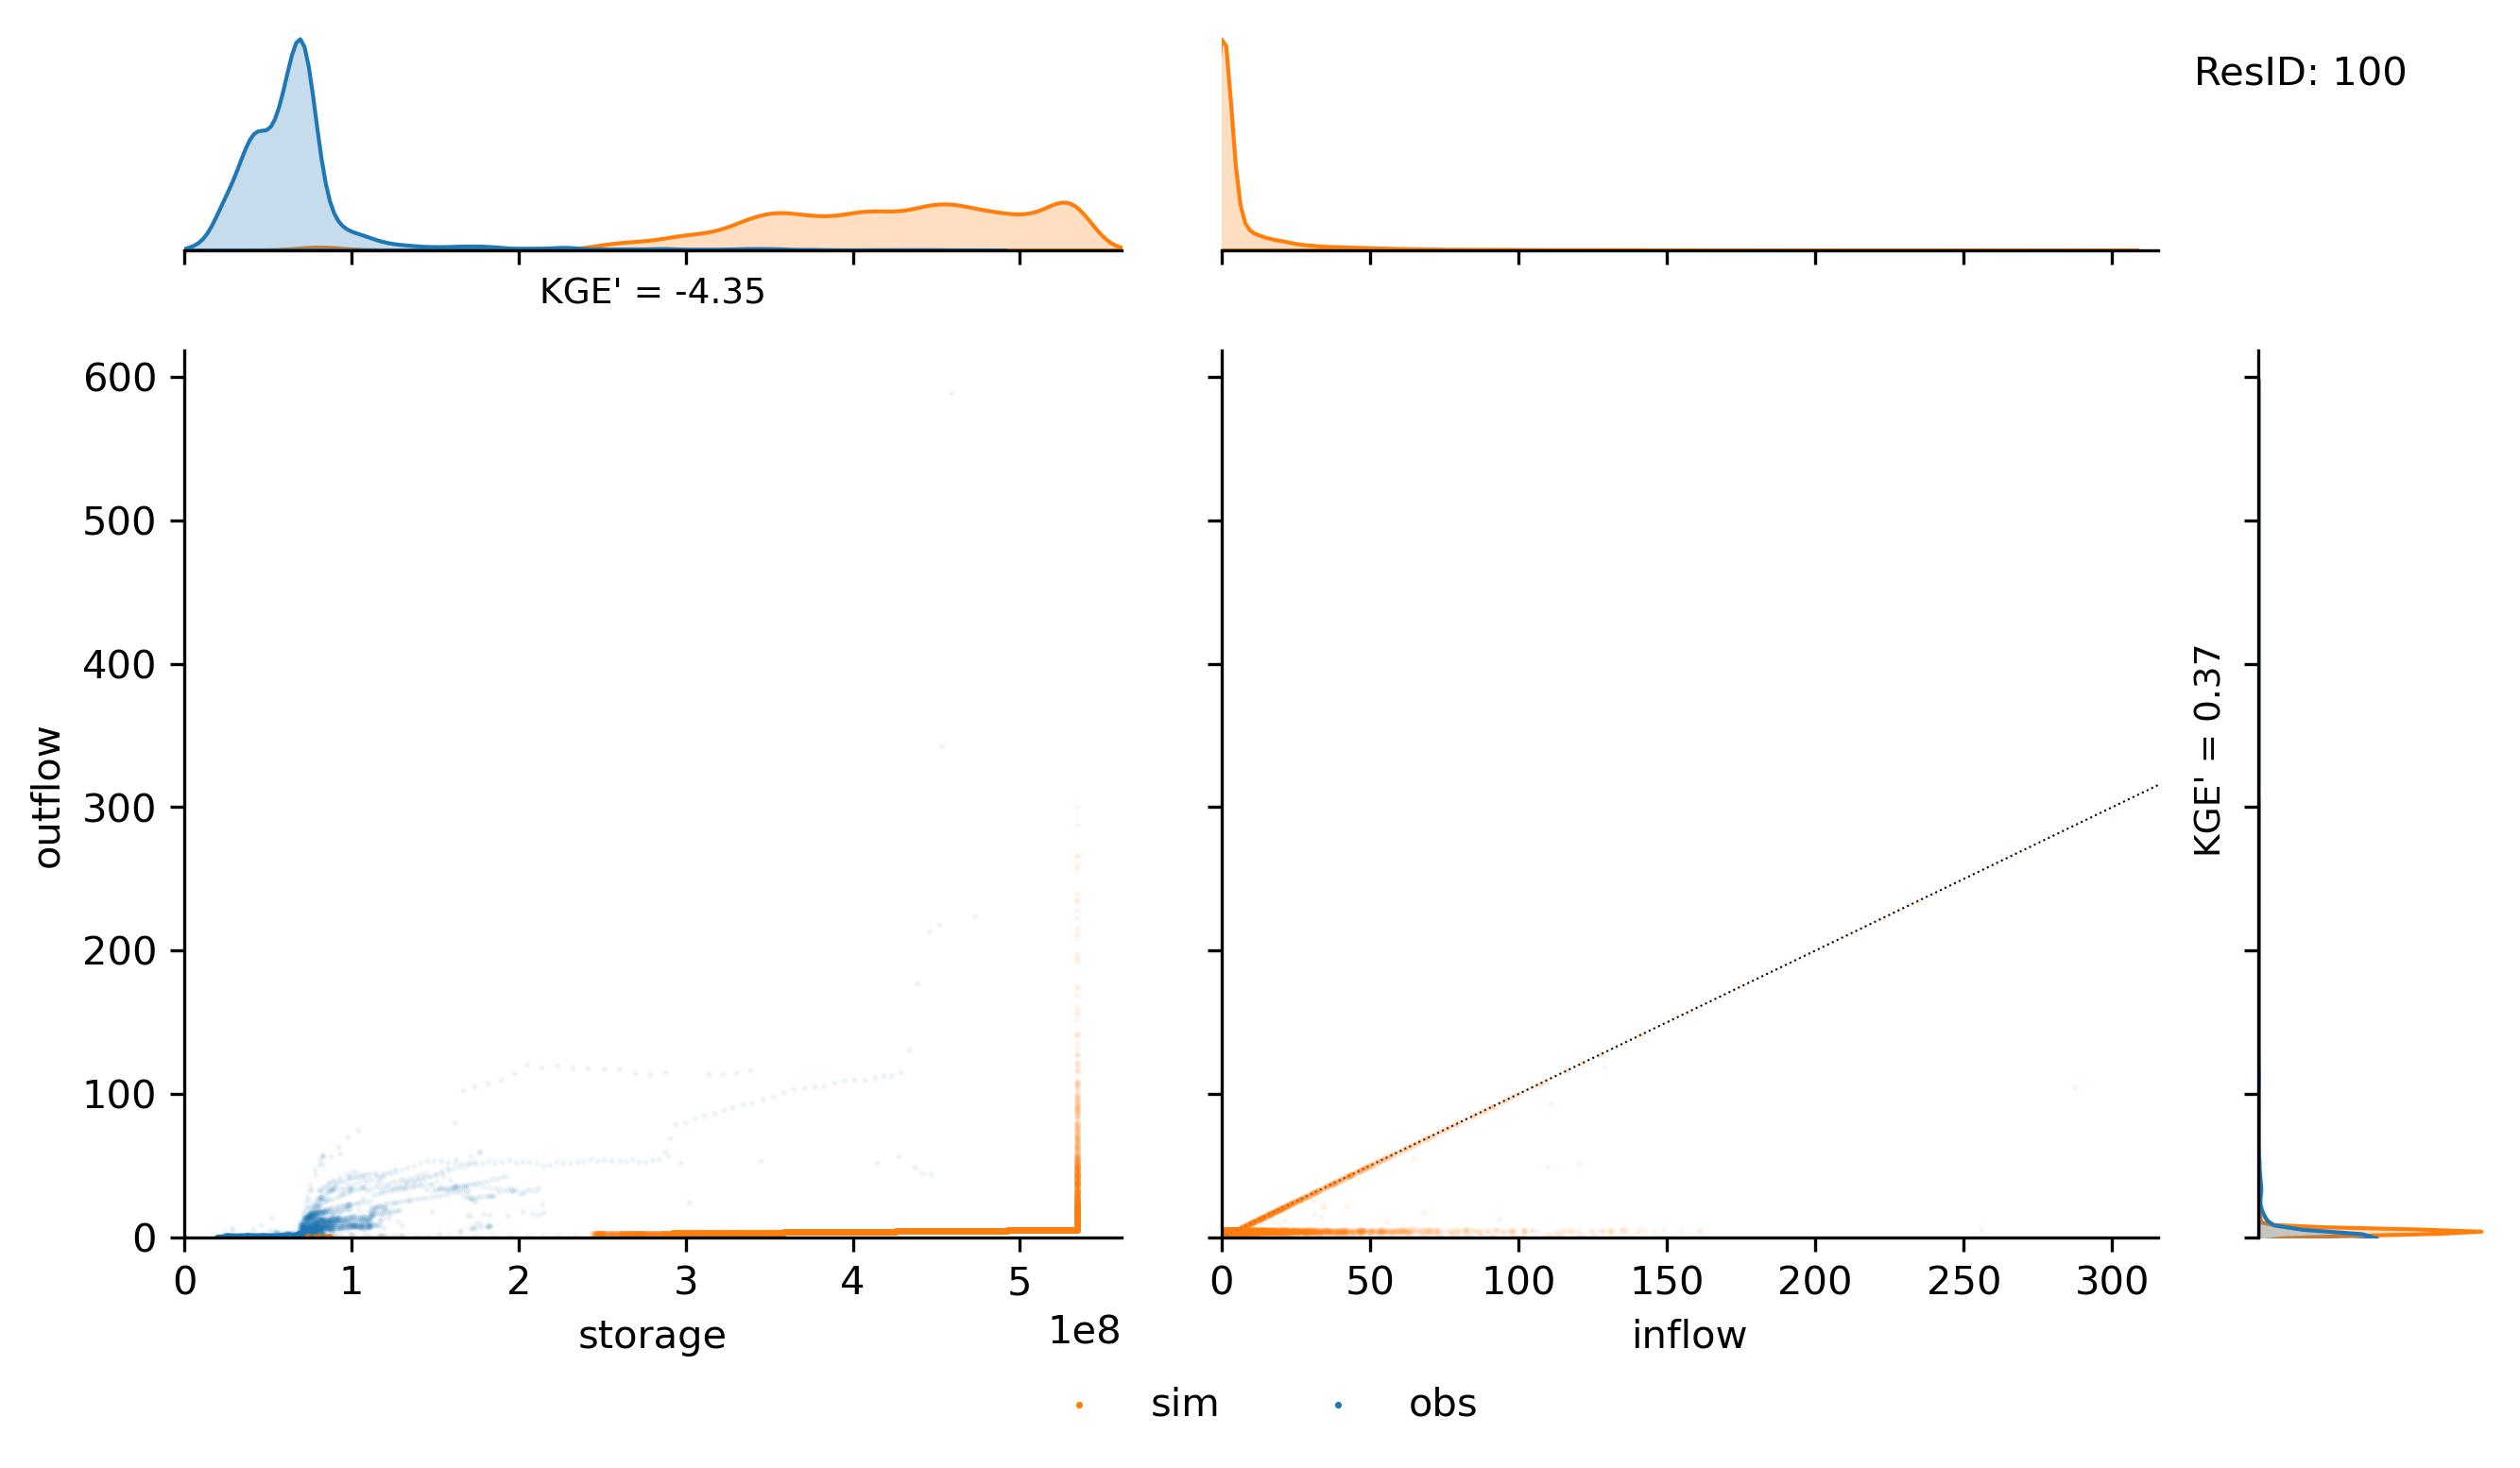 ResID: 100
KGE' = -4.35
600
500
400
300
200
100
0
outflow
KGE' = 0.37
0 1 2 3 4 5
1e8
storage
0 50 100 150 200 250 300
inflow
sim obs